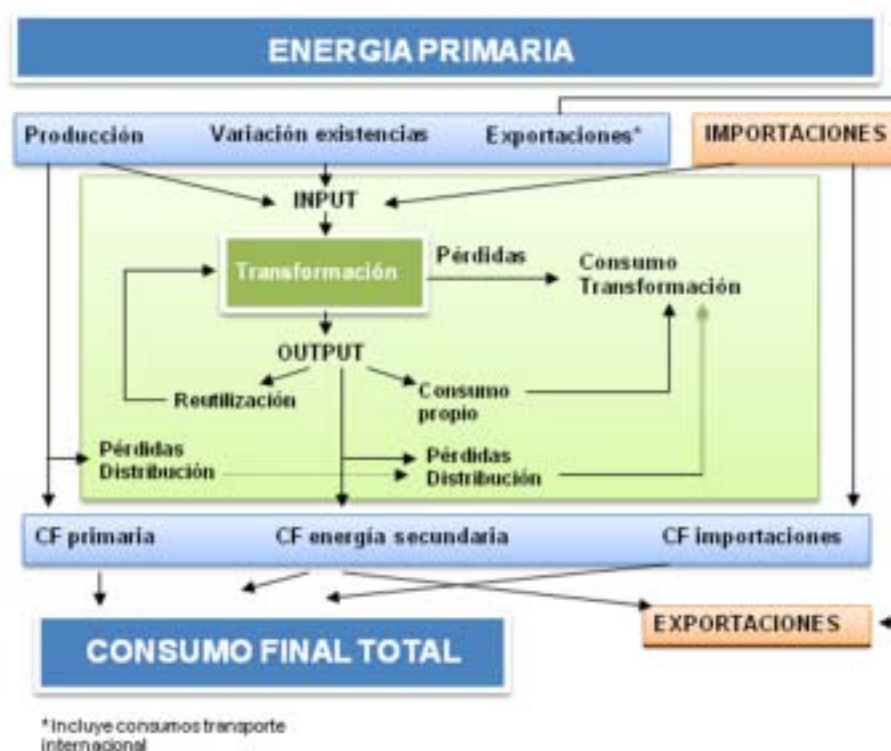 ENERGIA PRIMARIA
Producción Variación existencias Exportaciones* IMPORTACIONES
INPUT
Transformación
Pérdidas
Consumo
Transformación
OUTPUT
Reutilización
Consumo
propio
Pérdidas
Distribución
Pérdidas
Distribución
CF primaria CF energía secundaria CF importaciones
EXPORTACIONES
CONSUMO FINAL TOTAL
*Incluye consumos transporte
internacional